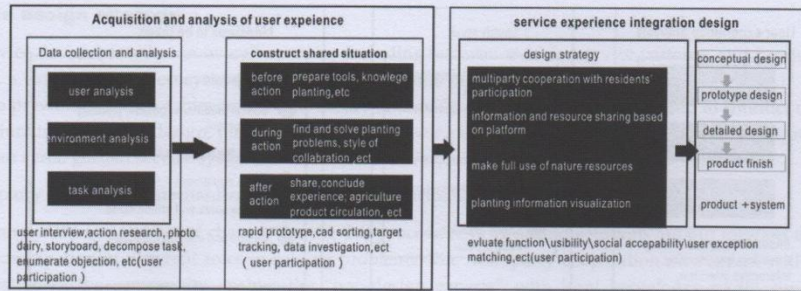 Acquisition and analysis of user expeience
Data collection and analysis
user analysis
environment analysis
task analysis
user interview,action research, photo
dairy, storyboard, decompose task,
enumerate objection, etc(user
participation )
construct shared situation
before
action
prepare tools, knowlege
planting,etc
during
action
find and solve planting
problems, style of
collabration ,ect
after
action
share,conclude
experience; agriculture
product circulation, ect
rapid prototype,cad sorting,target
tracking, data investigation,ect
( user participation )
service experience integration design
design strategy
multiparty cooperation with residents'
participation
information and resource sharing based
on platform
make full use of nature resources
planting information visualization
evluate function\usibility\social accepability\user exception
matching,ect(user participation)
conceptual design
prototype design
detailed design
product finish
product +system